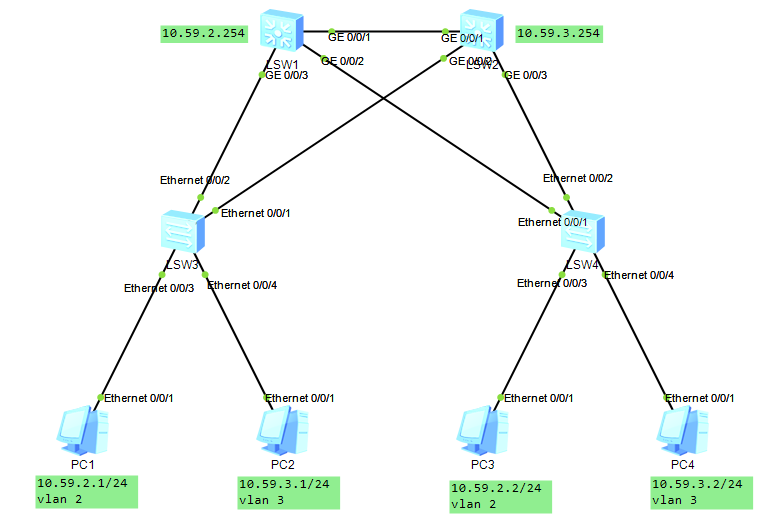 10.59.2.254
GE 0/0/1
GE 0/0/1
10.59.3.254
LSW1
GE 0/0/2
GE 0/0/2
LSW2
GE 0/0/3
GE 0/0/3
Ethernet 0/0/2
Ethernet 0/0/2
Ethernet 0/0/1
Ethernet 0/0/1
LSW3
LSW4
Ethernet 0/0/3
Ethernet 0/0/4
Ethernet 0/0/3
Ethernet 0/0/4
Ethernet 0/0/1
Ethernet 0/0/1
Ethernet 0/0/1
Ethernet 0/0/1
PC1
PC2
PC3
PC4
10.59.2.1/24
vlan 2
10.59.3.1/24
vlan 3
10.59.2.2/24
vlan 2
10.59.3.2/24
vlan 3